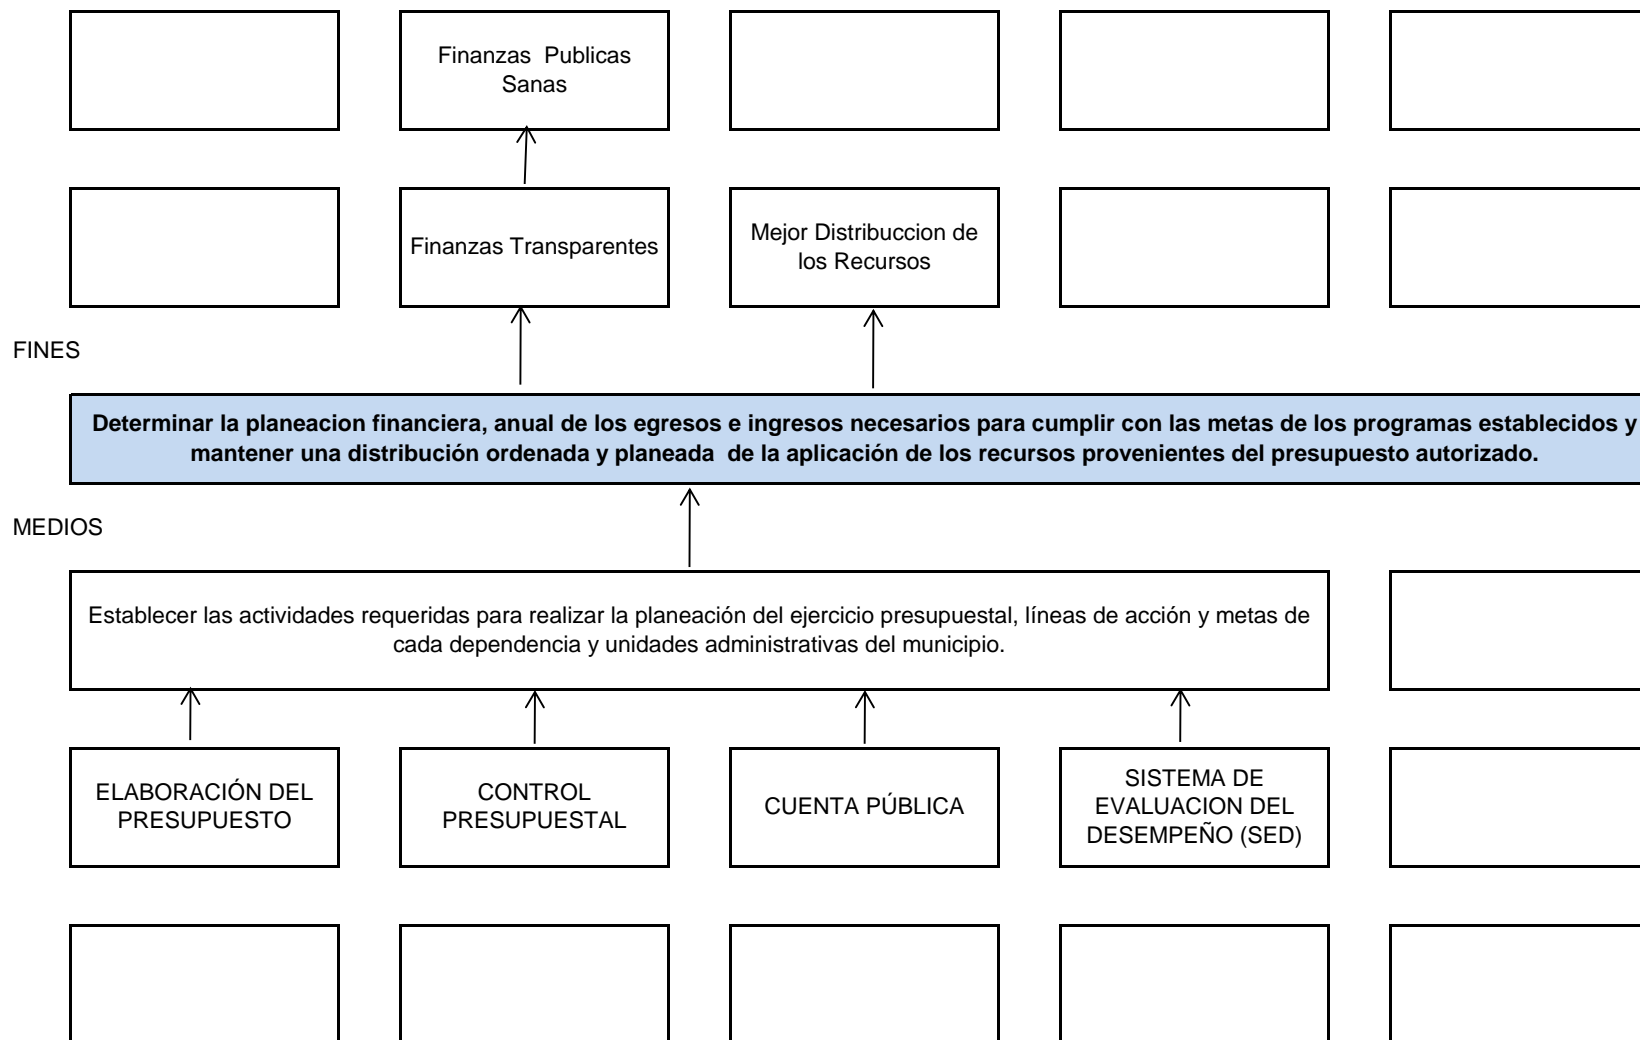 Finanzas  Publicas
Sanas
Finanzas Transparentes
Mejor Distribuccion de
los Recursos
FINES
Determinar la planeacion financiera, anual de los egresos e ingresos necesarios para cumplir con las metas de los programas establecidos y
mantener una distribución ordenada y planeada  de la aplicación de los recursos provenientes del presupuesto autorizado.
MEDIOS
Establecer las actividades requeridas para realizar la planeación del ejercicio presupuestal, líneas de acción y metas de
cada dependencia y unidades administrativas del municipio.
ELABORACIÓN DEL
PRESUPUESTO
CONTROL
PRESUPUESTAL
CUENTA PÚBLICA
SISTEMA DE
EVALUACION DEL
DESEMPEÑO (SED)